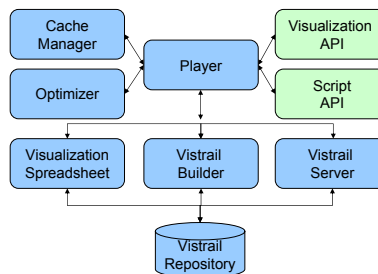 Cache
Manager
Visualization
API
Player
Optimizer
Script
API
Visualization
Spreadsheet
Vistrail
Builder
Vistrail
Server
Vistrail
Repository